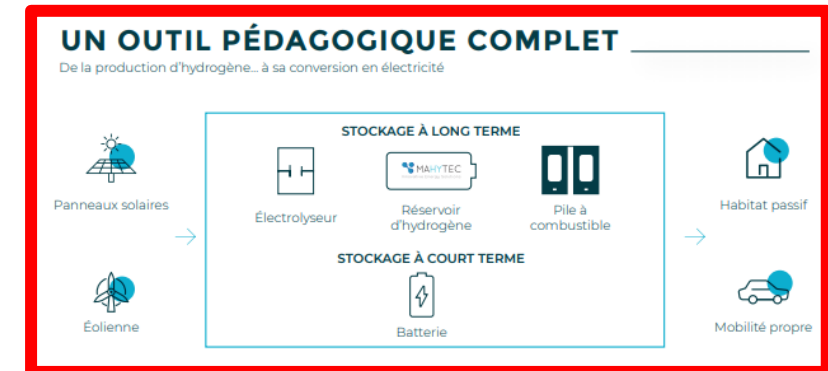 UN OUTIL PÉDAGOGIQUE COMPLET
De la production d'hydrogène... à sa conversion en électricité
STOCKAGE À LONG TERME
MAHYTEC
Panneaux solaires
Électrolyseur
Réservoir
d'hydrogène
Pile à
combustible
Habitat passif
STOCKAGE À COURT TERME
Éolienne
Batterie
Mobilité propre